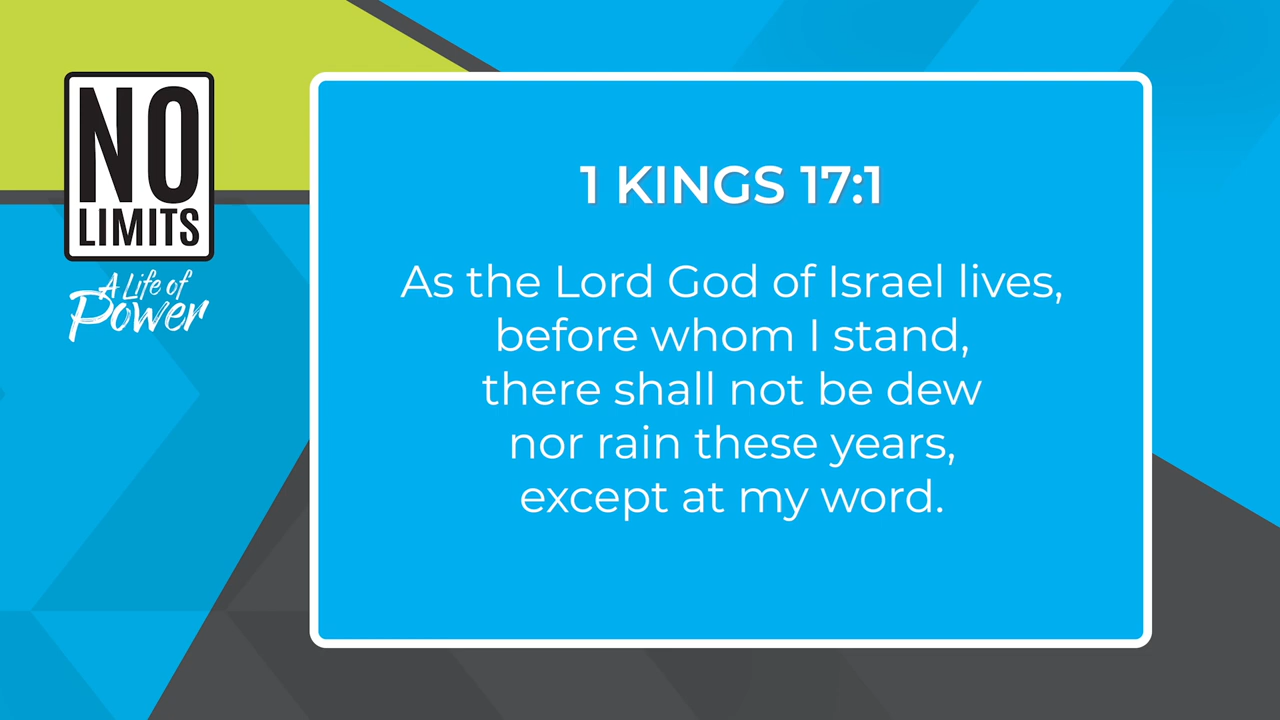 NO
LIMITS
A Life of
Power
1 KINGS 17:1
As the Lord God of Israel lives,
before whom I stand,
there shall not be dew
nor rain these years,
except at my word.